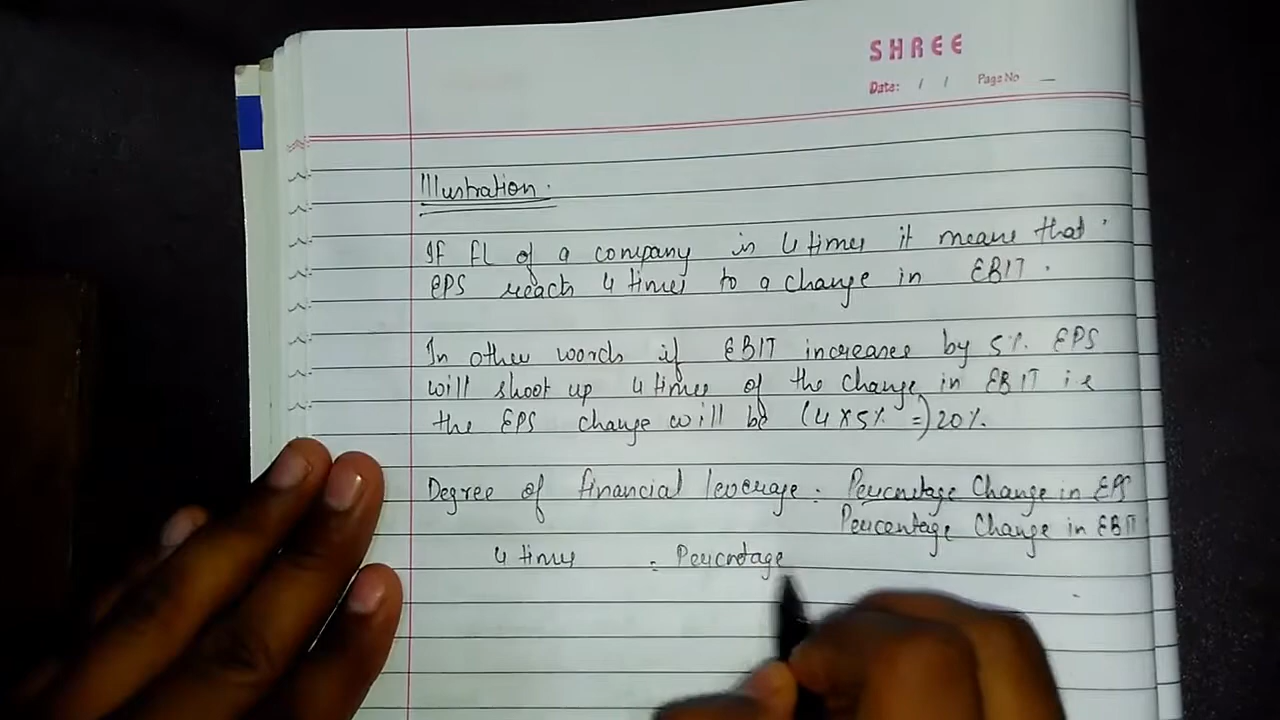 SHREE
Date: / / Page No —
Illustration.
If FL of a company is 4 times it means that
EPS reacts 4 times to a change in EBIT.
In other words if EBIT increases by 5% EPS
will shoot up 4 times of the change in EBIT ie
the EPS change will be (4 x 5% =) 20%.
Degree of financial leverage = Percentage Change in EPS
Percentage Change in EBIT
4 times = Percentage